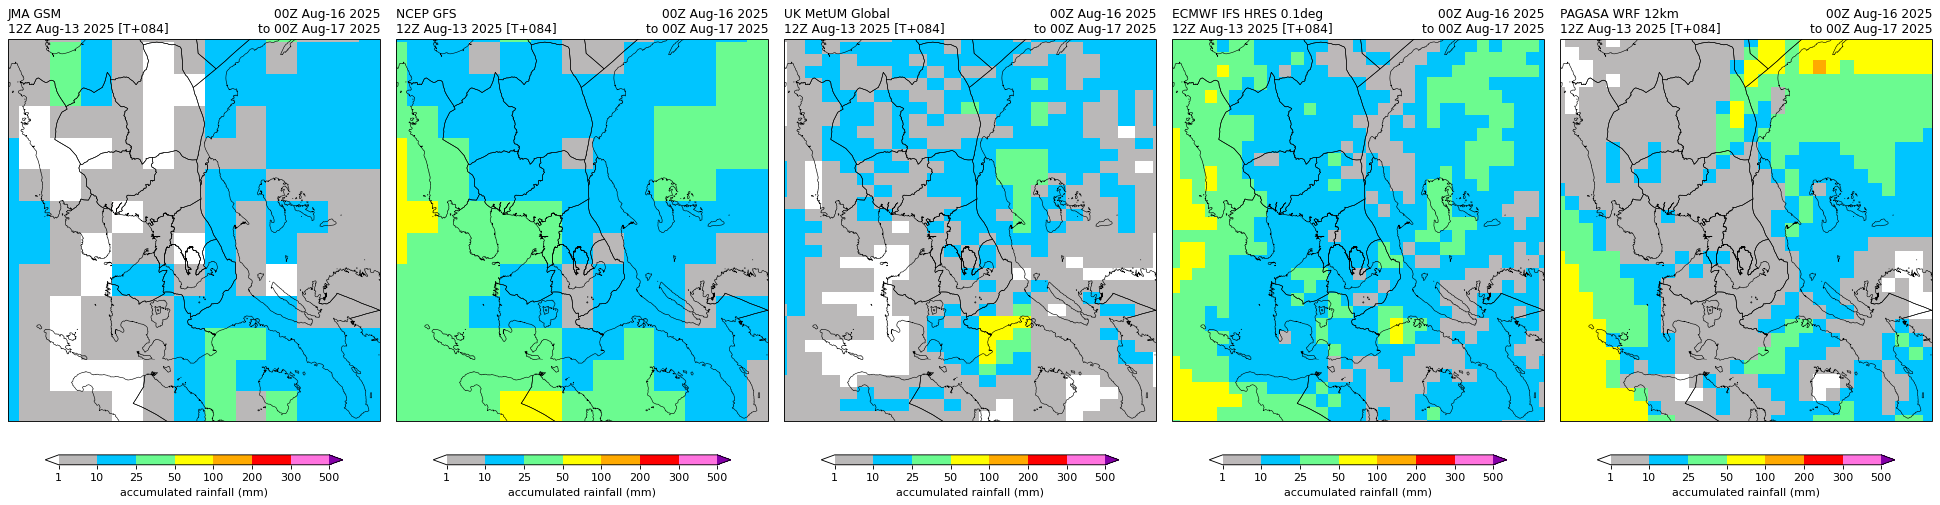 JMA GSM 00Z Aug-16 2025
12Z Aug-13 2025 [T+084] to 00Z Aug-17 2025
NCEP GFS 00Z Aug-16 2025
12Z Aug-13 2025 [T+084] to 00Z Aug-17 2025
UK MetUM Global 00Z Aug-16 2025
12Z Aug-13 2025 [T+084] to 00Z Aug-17 2025
ECMWF IFS HRES 0.1deg 00Z Aug-16 2025
12Z Aug-13 2025 [T+084] to 00Z Aug-17 2025
PAGASA WRF 12km 00Z Aug-16 2025
12Z Aug-13 2025 [T+084] to 00Z Aug-17 2025
1 10 25 50 100 200 300 500
accumulated rainfall (mm)
1 10 25 50 100 200 300 500
accumulated rainfall (mm)
1 10 25 50 100 200 300 500
accumulated rainfall (mm)
1 10 25 50 100 200 300 500
accumulated rainfall (mm)
1 10 25 50 100 200 300 500
accumulated rainfall (mm)